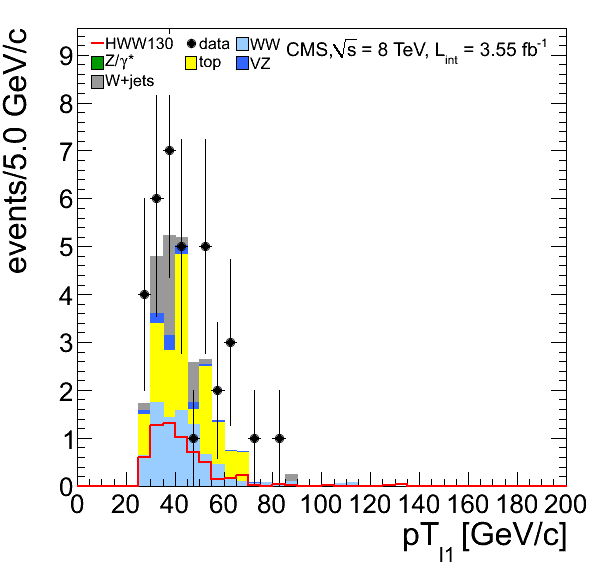 HWW130 data WW CMS,√s = 8 TeV, L_int = 3.55 fb⁻¹
Z/γ* top VZ
W+jets
events/5.0 GeV/c
9
8
7
6
5
4
3
2
1
0
0 20 40 60 80 100 120 140 160 180 200
pT_l1 [GeV/c]